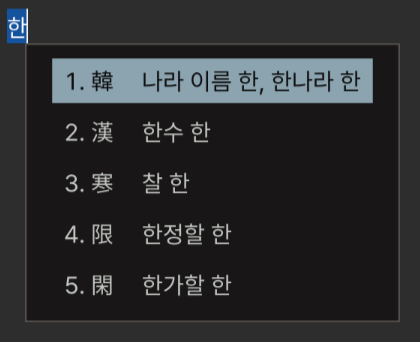 한
1. 韓 나라 이름 한, 한나라 한
2. 漢 한수 한
3. 寒 찰 한
4. 限 한정할 한
5. 閑 한가할 한